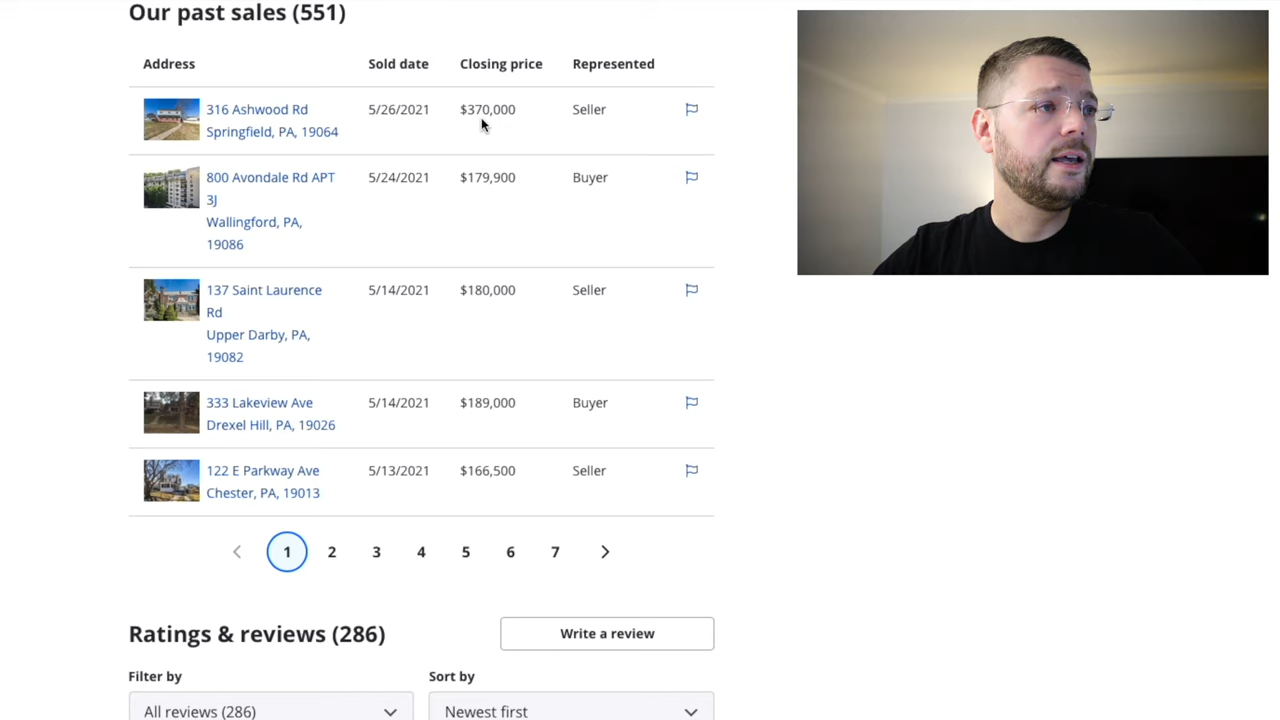 Our past sales (551)
Address Sold date Closing price Represented
316 Ashwood Rd 5/26/2021 $370,000 Seller
Springfield, PA, 19064
800 Avondale Rd APT 5/24/2021 $179,900 Buyer
3J
Wallingford, PA,
19086
137 Saint Laurence 5/14/2021 $180,000 Seller
Rd
Upper Darby, PA,
19082
333 Lakeview Ave 5/14/2021 $189,000 Buyer
Drexel Hill, PA, 19026
122 E Parkway Ave 5/13/2021 $166,500 Seller
Chester, PA, 19013
1 2 3 4 5 6 7
Ratings & reviews (286) Write a review
Filter by Sort by
All reviews (286) Newest first